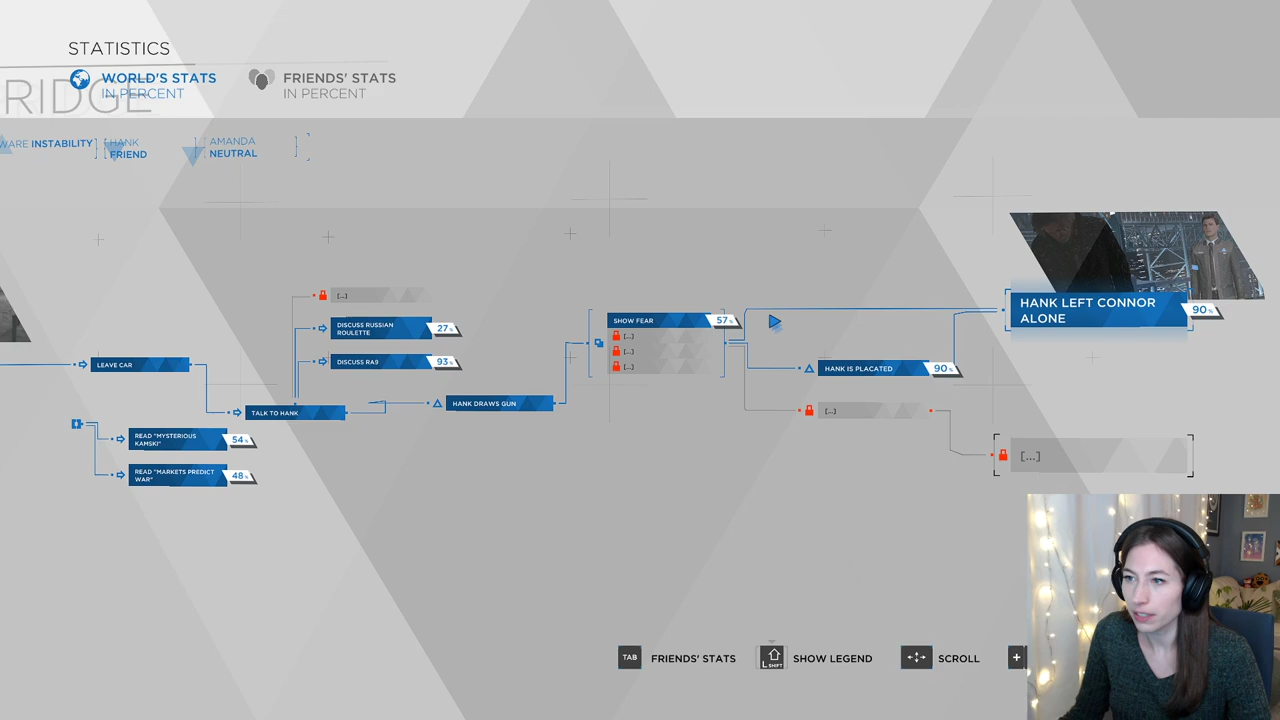 STATISTICS
WORLD'S STATS
IN PERCENT
FRIENDS' STATS
IN PERCENT
RIDGE
WARE INSTABILITY
HANK
FRIEND
AMANDA
NEUTRAL
[...]
DISCUSS RUSSIAN
ROULETTE
27%
DISCUSS RA9
93%
LEAVE CAR
TALK TO HANK
HANK DRAWS GUN
READ "MYSTERIOUS
KAMSKI"
54%
READ "MARKETS PREDICT
WAR"
48%
SHOW FEAR
57%
[...]
[...]
[...]
HANK IS PLACATED
90%
[...]
HANK LEFT CONNOR
ALONE
90%
[...]
TAB
FRIENDS' STATS
L SHIFT
SHOW LEGEND
SCROLL
+